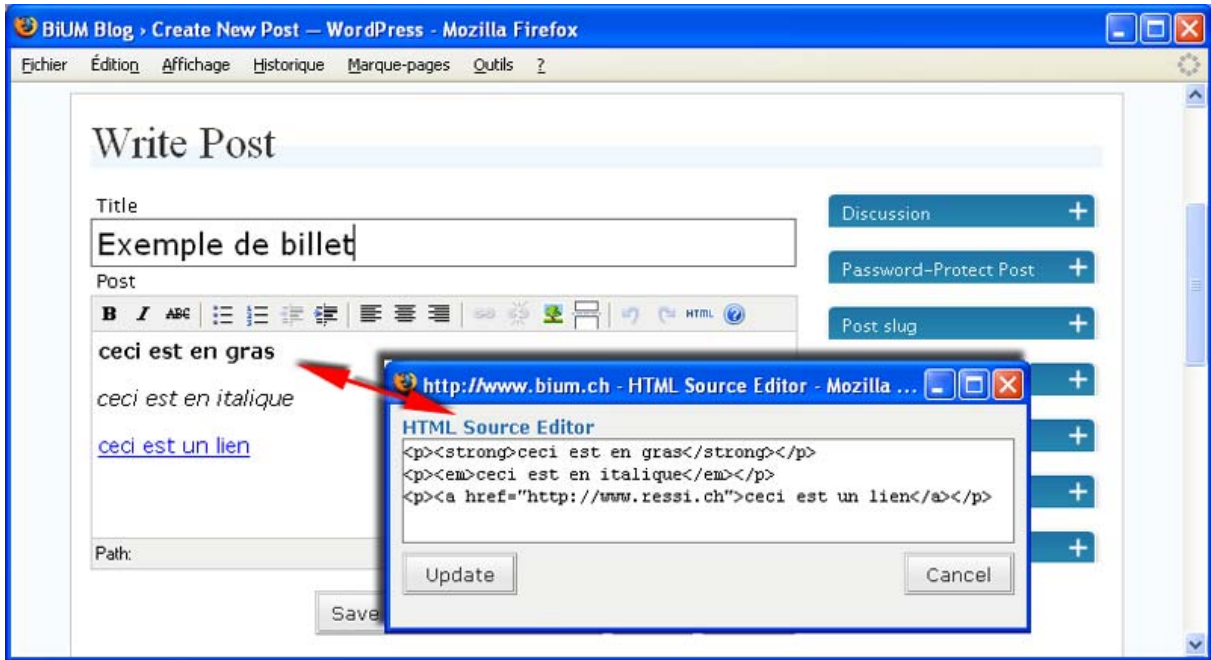 BiUM Blog › Create New Post — WordPress - Mozilla Firefox
Fichier Édition Affichage Historique Marque-pages Outils ?
Write Post
Title
Exemple de billet
Post
B I ABC HTML ?
ceci est en gras
ceci est en italique
ceci est un lien
Path:
Save
Discussion
Password-Protect Post
Post slug
http://www.bium.ch - HTML Source Editor - Mozilla ...
HTML Source Editor
<p><strong>ceci est en gras</strong></p>
<p><em>ceci est en italique</em></p>
<p><a href="http://www.ressi.ch">ceci est un lien</a></p>
Update Cancel